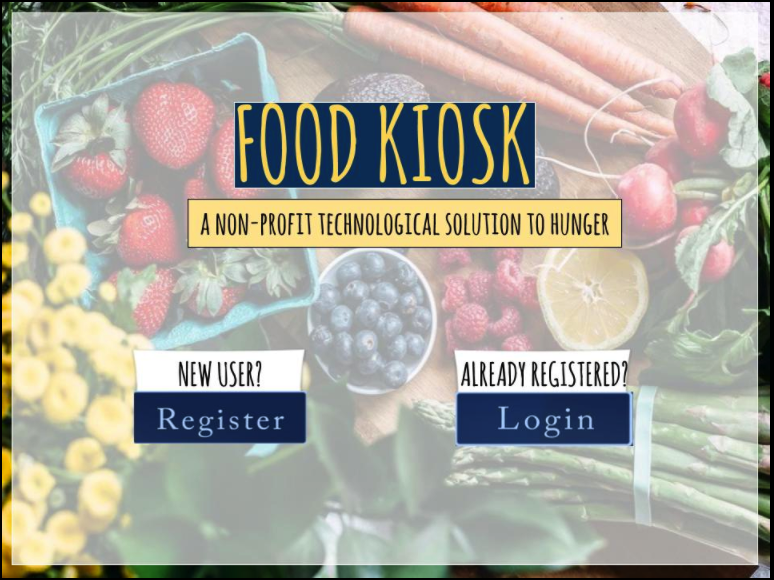 FOOD KIOSK
A NON-PROFIT TECHNOLOGICAL SOLUTION TO HUNGER
NEW USER?
Register
ALREADY REGISTERED?
Login